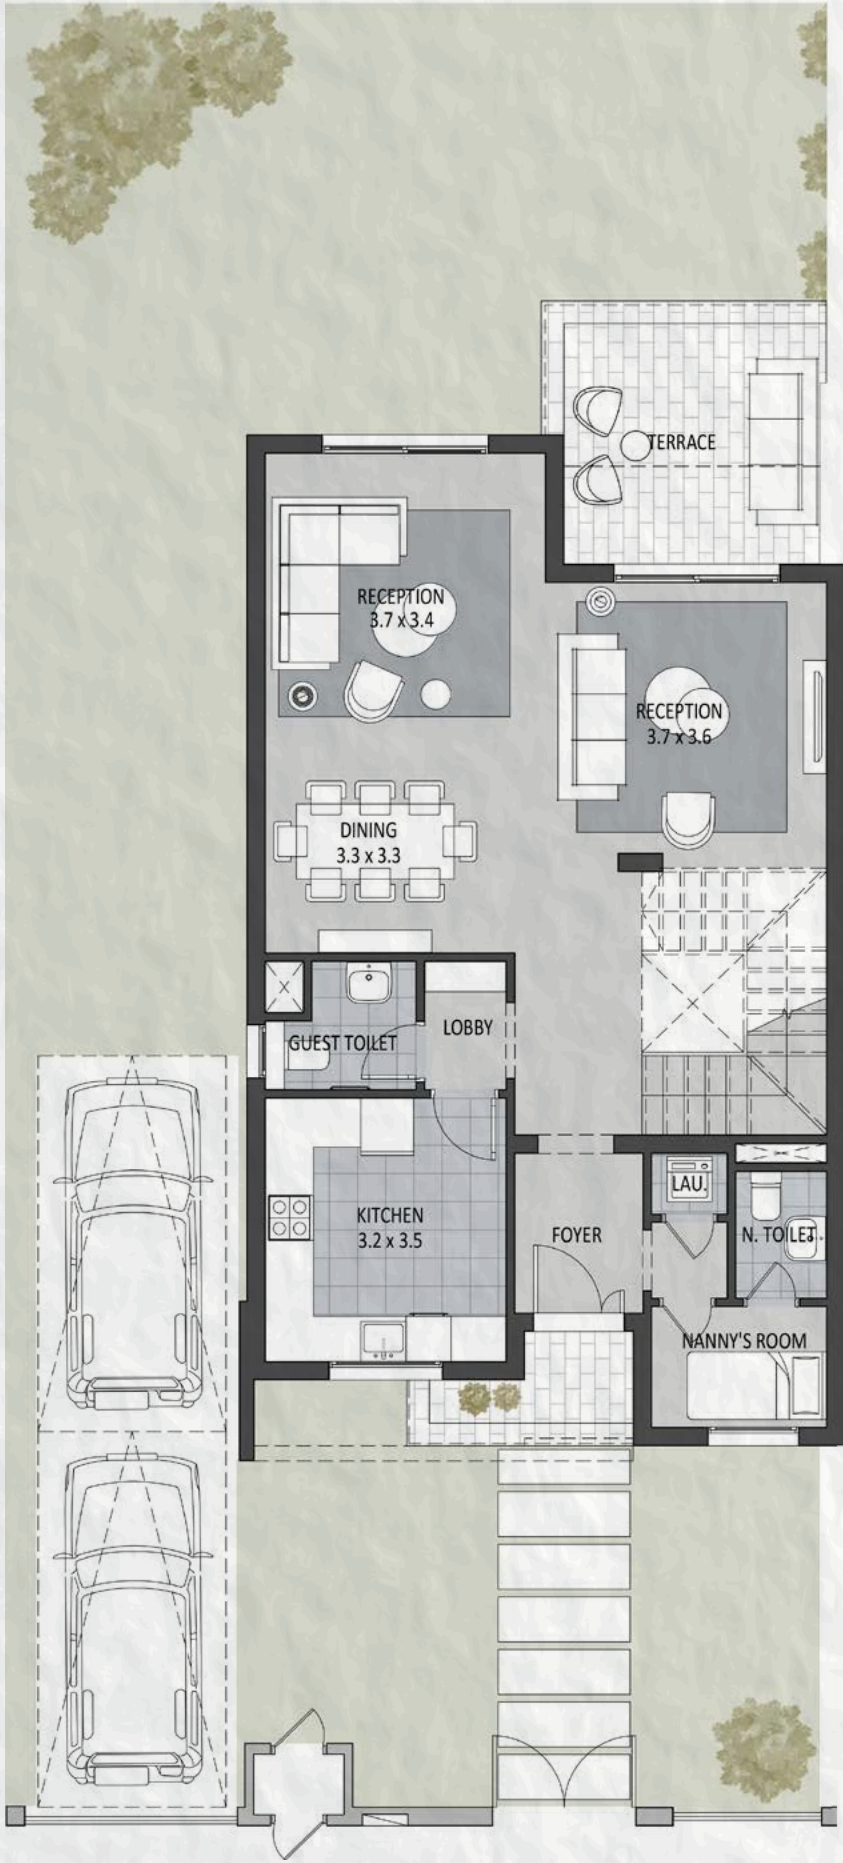 TERRACE
RECEPTION
3.7 x 3.4
RECEPTION
3.7 x 3.6
DINING
3.3 x 3.3
LOBBY
GUEST TOILET
LAU.
KITCHEN
3.2 x 3.5
FOYER
N. TOILET
NANNY'S ROOM